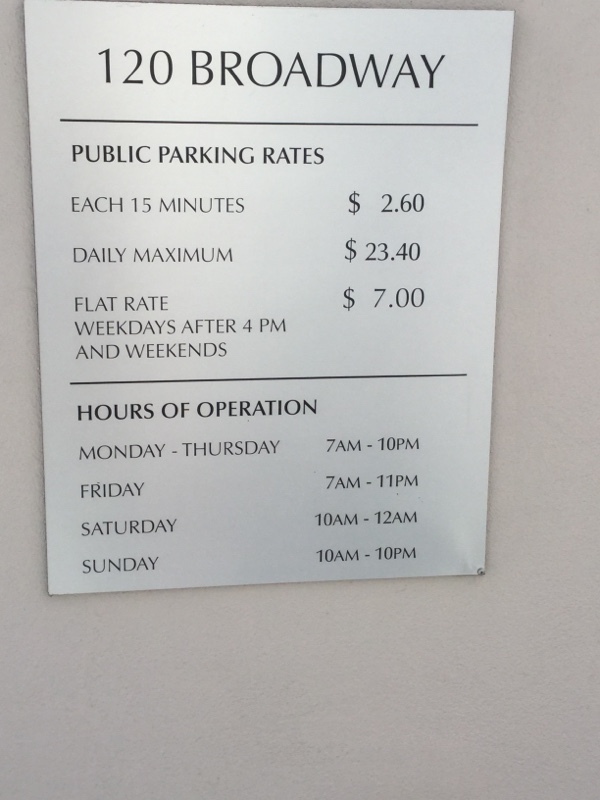 120 BROADWAY
PUBLIC PARKING RATES
EACH 15 MINUTES $ 2.60
DAILY MAXIMUM $ 23.40
FLAT RATE $ 7.00
WEEKDAYS AFTER 4 PM
AND WEEKENDS
HOURS OF OPERATION
MONDAY - THURSDAY 7AM - 10PM
FRIDAY 7AM - 11PM
SATURDAY 10AM - 12AM
SUNDAY 10AM - 10PM